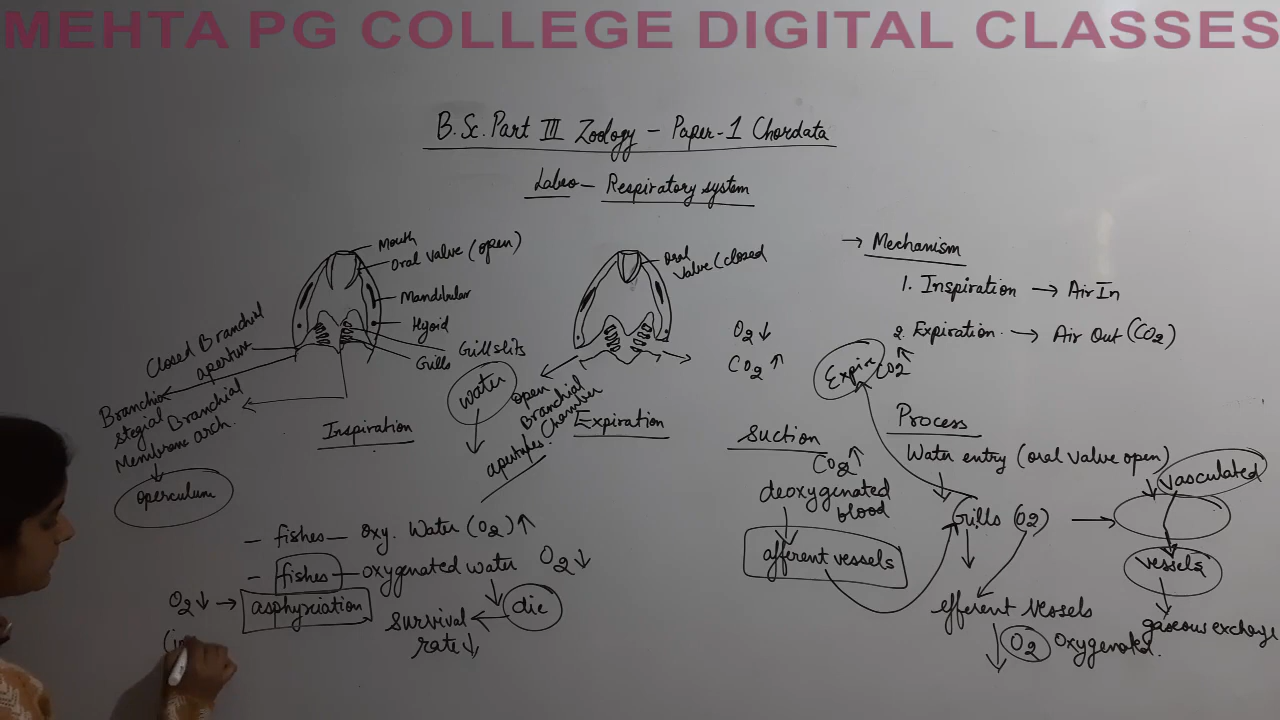 MEHTA PG COLLEGE DIGITAL CLASSES
B.Sc. Part III Zoology - Paper-1 Chordata
Labeo - Respiratory system
Mouth
Oral valve (open)
Mandibular
Hyoid
Gill slits
Gills
Closed Branchial
aperture
Branchio
stegial
Membrane
Branchial
arch.
operculum
Inspiration
oral
valve (closed
O2 ↓
CO2 ↑
water
open
Branchial
Chamber
apertures.
Expiration
→ Mechanism
1. Inspiration → Air In
2. Expiration. → Air Out (CO2)
Expir
CO2 ↑
Process
Water entry (oral valve open)
Suction
CO2 ↑
deoxygenated
blood
afferent vessels
Gills (O2) →
vasculated
vessels
gaseous exchange
efferent vessels
O2 Oxygenated.
- fishes - oxy. water (O2) ↑
- fishes - oxygenated water O2 ↓
O2 ↓ → asphyxiation
survival
rate ↓
die
(in